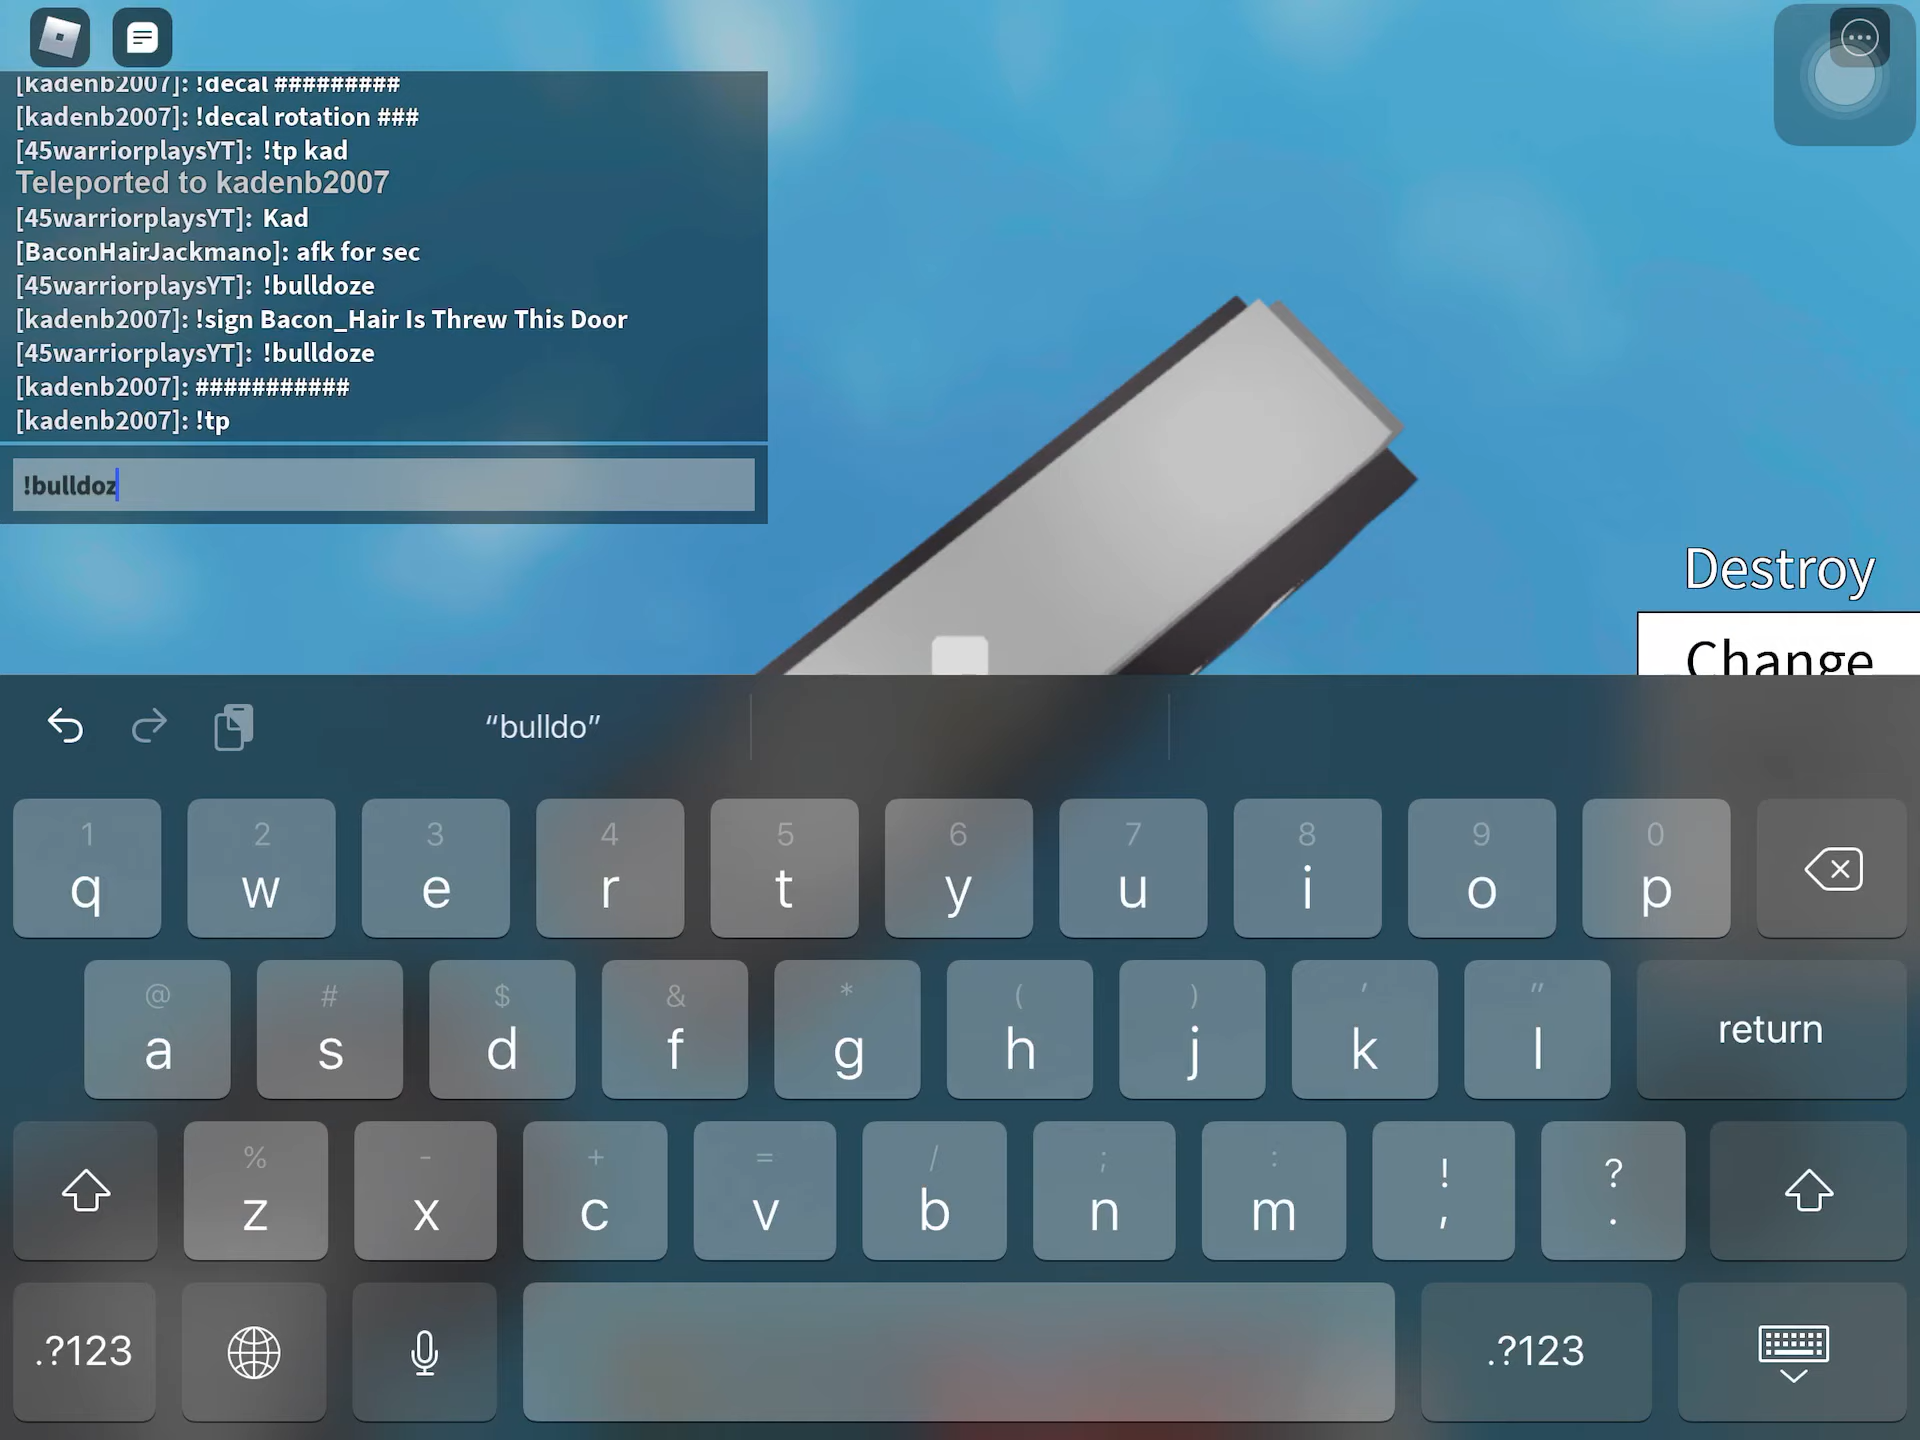 [kadenb2007]: !decal #########
[kadenb2007]: !decal rotation ###
[45warriorplaysYT]: !tp kad
Teleported to kadenb2007
[45warriorplaysYT]: Kad
[BaconHairJackmano]: afk for sec
[45warriorplaysYT]: !bulldoze
[kadenb2007]: !sign Bacon_Hair Is Threw This Door
[45warriorplaysYT]: !bulldoze
[kadenb2007]: ###########
[kadenb2007]: !tp
!bulldoz
Destroy
Change
“bulldo”
1 2 3 4 5 6 7 8 9 0
q w e r t y u i o p
@ # $ & * ( ) ' "
a s d f g h j k l return
% - + = / ; : ! ?
z x c v b n m , .
.?123 .?123